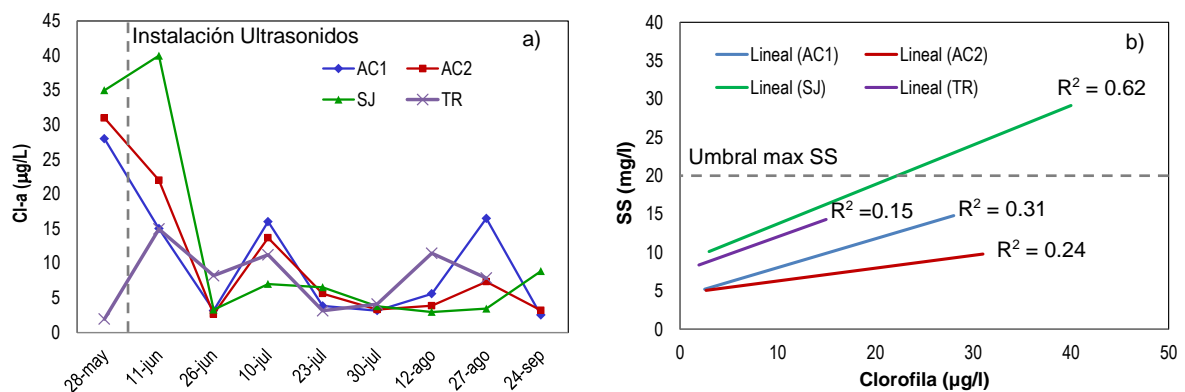 Instalación Ultrasonidos
a)
AC1
AC2
SJ
TR
Cl-a (µg/L)
45
40
35
30
25
20
15
10
5
0
28-may
11-jun
26-jun
10-jul
23-jul
30-jul
12-ago
27-ago
24-sep
b)
Lineal (AC1)
Lineal (AC2)
Lineal (SJ)
Lineal (TR)
R² = 0.62
Umbral max SS
R² =0.15
R² = 0.31
R² = 0.24
SS (mg/l)
40
35
30
25
20
15
10
5
0
0
10
20
30
40
50
Clorofila (µg/l)